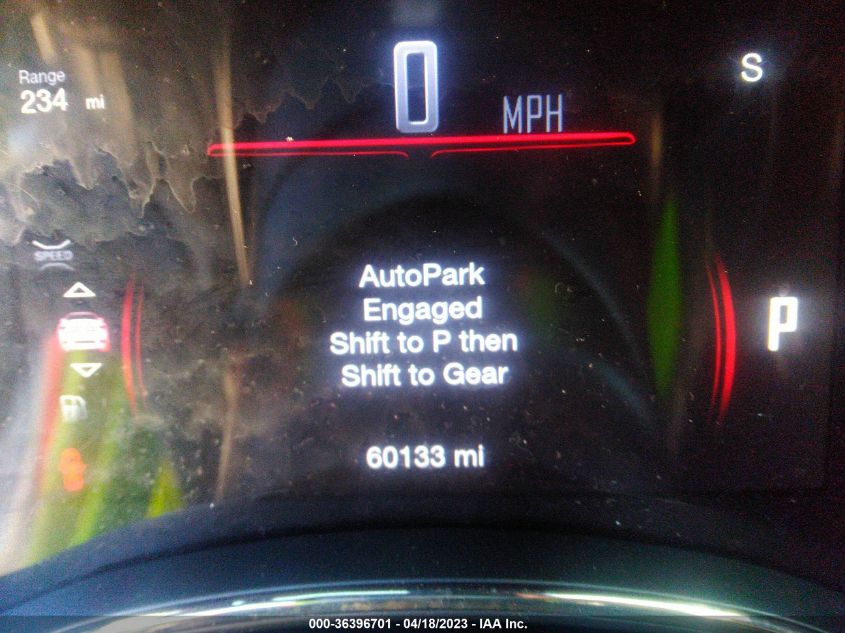 0
MPH
S
Range
234 mi
SPEED
AutoPark
Engaged
Shift to P then
Shift to Gear
P
60133 mi
000-36396701 - 04/18/2023 - IAA Inc.